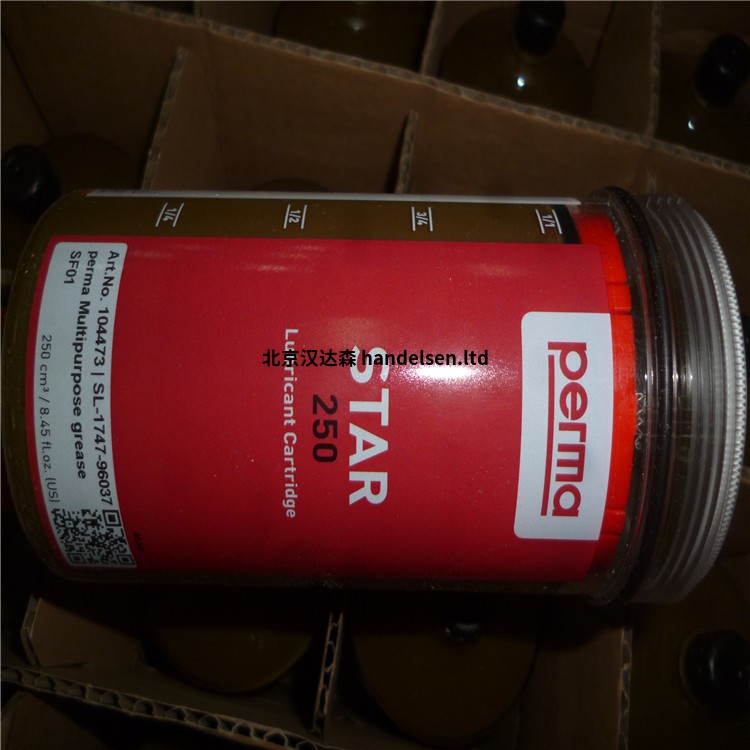 perma
STAR
250
Lubricant Cartridge
1/1
3/4
1/2
1/4
Art.No. 104473 | SL-1747-96037
perma Multipurpose grease
SF01
250 cm³ / 8.45 fl.oz. (US)
北京汉达森 handelsen.ltd